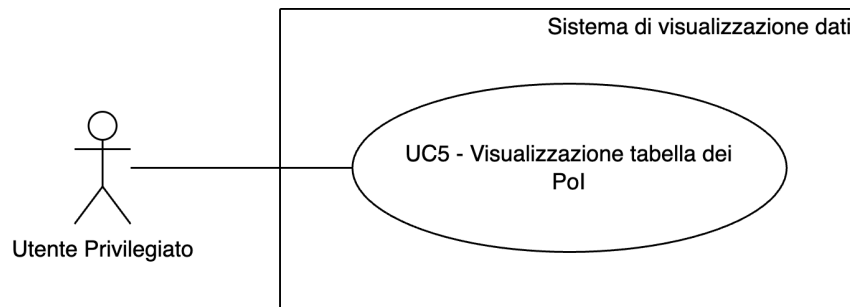 Sistema di visualizzazione dati
UC5 - Visualizzazione tabella dei
PoI
Utente Privilegiato